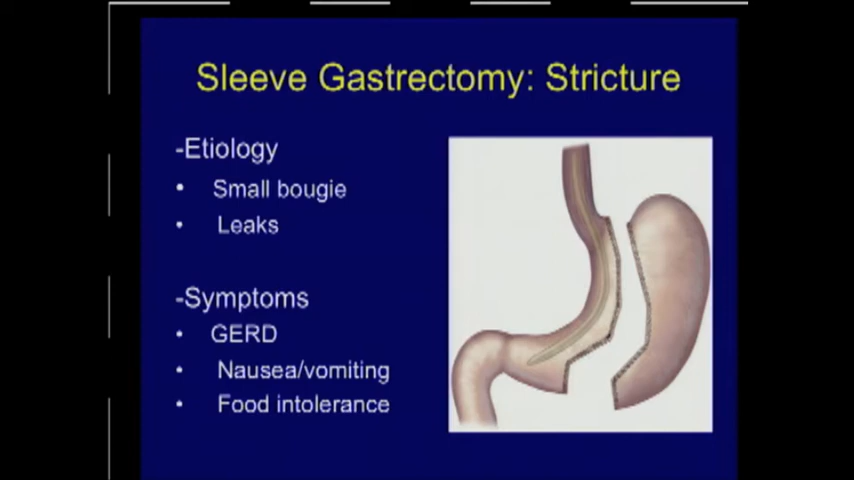 Sleeve Gastrectomy: Stricture
-Etiology
• Small bougie
• Leaks
-Symptoms
• GERD
• Nausea/vomiting
• Food intolerance